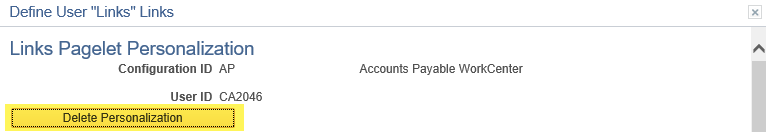 Define User "Links" Links
Links Pagelet Personalization
Configuration ID AP Accounts Payable WorkCenter
User ID CA2046
Delete Personalization